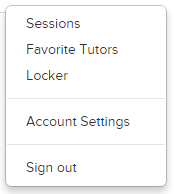 Sessions
Favorite Tutors
Locker
Account Settings
Sign out